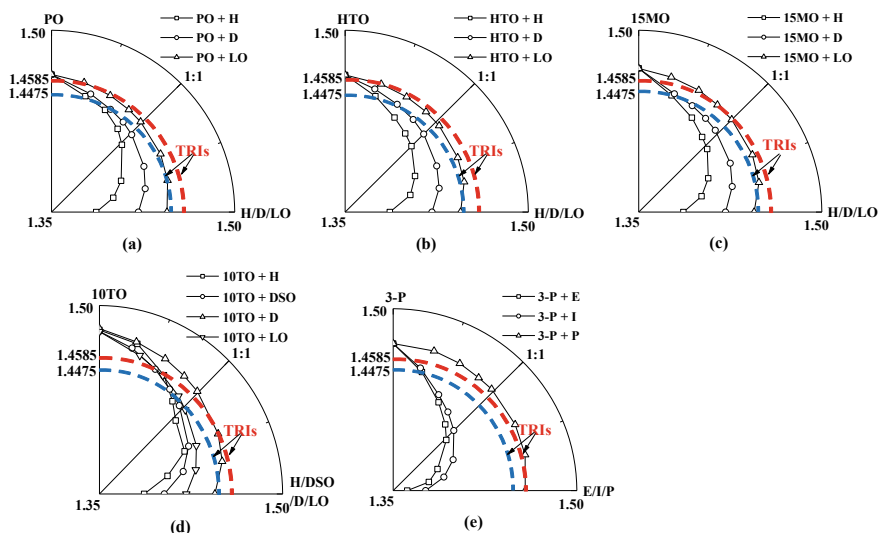 PO
1.50
PO + H
PO + D
PO + LO
1:1
1.4585
1.4475
TRIs
1.35
1.50
H/D/LO
(a)
HTO
1.50
HTO + H
HTO + D
HTO + LO
1:1
1.4585
1.4475
TRIs
1.35
1.50
H/D/LO
(b)
15MO
1.50
15MO + H
15MO + D
15MO + LO
1:1
1.4585
1.4475
TRIs
1.35
1.50
H/D/LO
(c)
10TO
1.50
10TO + H
10TO + DSO
10TO + D
10TO + LO
1:1
1.4585
1.4475
TRIs
1.35
1.50
H/DSO
/D/LO
(d)
3-P
1.50
3-P + E
3-P + I
3-P + P
1:1
1.4585
1.4475
TRIs
1.35
1.50
E/I/P
(e)